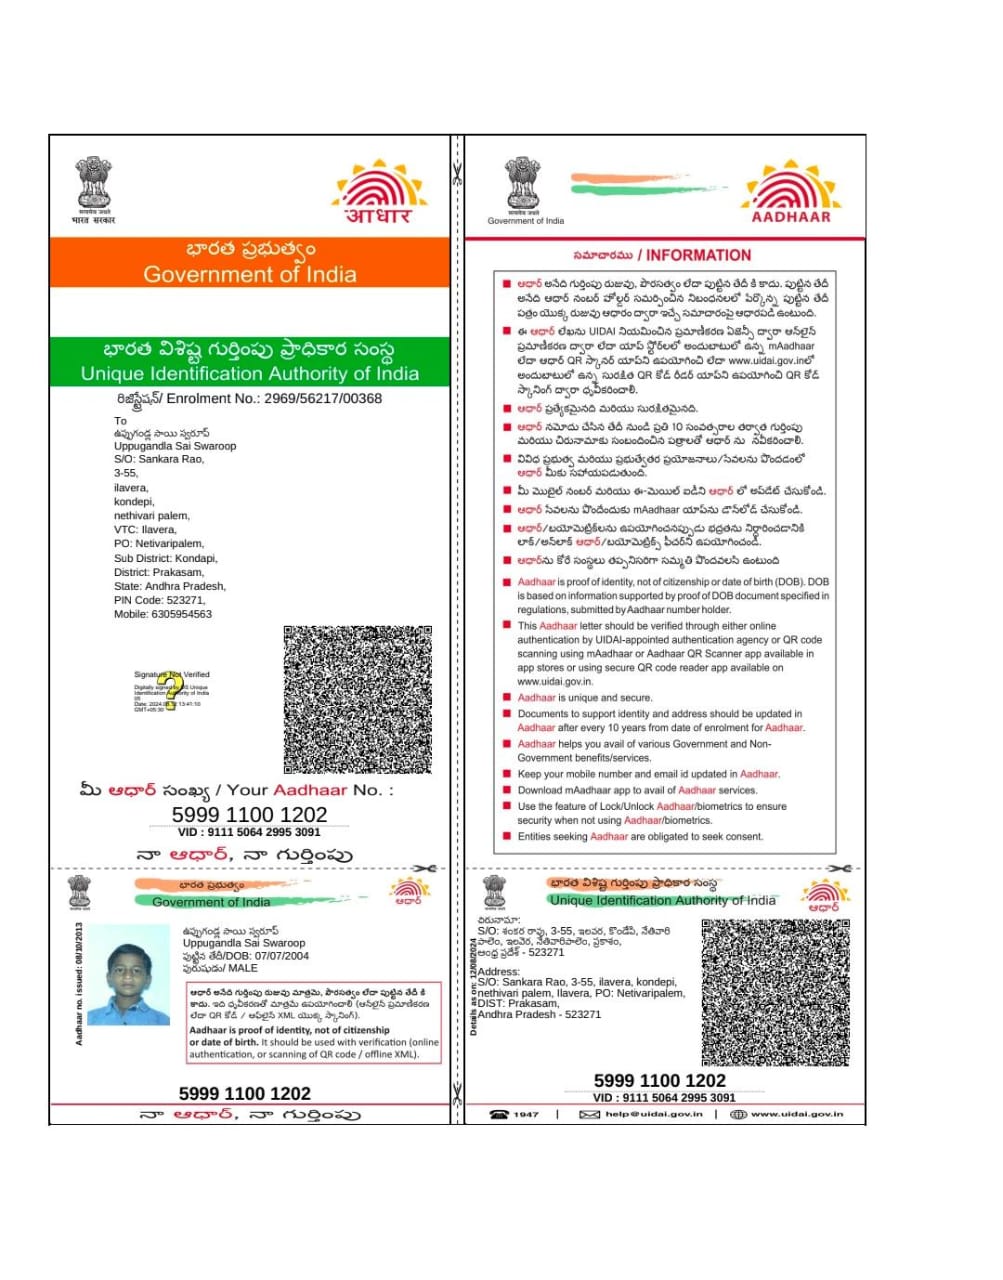 सत्यमेव जयते
भारत सरकार
आधार
భారత ప్రభుత్వం
Government of India
భారత విశిష్ట గుర్తింపు ప్రాధికార సంస్థ
Unique Identification Authority of India
రిజిస్ట్రేషన్/ Enrolment No.: 2969/56217/00368
To
ఉప్పుగండ్ల సాయి స్వరూప్
Uppugandla Sai Swaroop
S/O: Sankara Rao,
3-55,
ilavera,
kondepi,
nethivari palem,
VTC: Ilavera,
PO: Netivaripalem,
Sub District: Kondapi,
District: Prakasam,
State: Andhra Pradesh,
PIN Code: 523271,
Mobile: 6305954563
Signature Not Verified
Digitally signed by DS Unique
Identification Authority of India
05
GMT+05:30
మీ ఆధార్ సంఖ్య / Your Aadhaar No. :
5999 1100 1202
VID : 9111 5064 2995 3091
నా ఆధార్, నా గుర్తింపు
सत्यमेव जयते
Government of India
AADHAAR
సమాచారము / INFORMATION
ఆధార్ అనేది గుర్తింపు రుజువు, పౌరసత్వం లేదా పుట్టిన తేదీ కి కాదు. పుట్టిన తేదీ
అనేది ఆధార్ నంబర్ హోల్డర్ సమర్పించిన నిబంధనలలో పేర్కొన్న పుట్టిన తేదీ
పత్రం యొక్క రుజువు ఆధారం ద్వారా ఇచ్చే సమాచారంపై ఆధారపడి ఉంటుంది.
ఈ ఆధార్ లేఖను UIDAI నియమించిన ప్రమాణీకరణ ఏజెన్సీ ద్వారా ఆన్‌లైన్
ప్రమాణీకరణ ద్వారా లేదా యాప్ స్టోర్‌లలో అందుబాటులో ఉన్న mAadhaar
లేదా ఆధార్ QR స్కానర్ యాప్‌ని ఉపయోగించి లేదా www.uidai.gov.inలో
అందుబాటులో ఉన్న సురక్షిత QR కోడ్ రీడర్ యాప్‌ని ఉపయోగించి QR కోడ్
స్కానింగ్ ద్వారా ధృవీకరించాలి.
ఆధార్ ప్రత్యేకమైనది మరియు సురక్షితమైనది.
ఆధార్ నమోదు చేసిన తేదీ నుండి ప్రతి 10 సంవత్సరాల తర్వాత గుర్తింపు
మరియు చిరునామాకు సంబందించిన పత్రాలతో ఆధార్ ను నవీకరించాలి.
వివిధ ప్రభుత్వ మరియు ప్రభుత్వేతర ప్రయోజనాలు/సేవలను పొందడంలో
ఆధార్ మీకు సహాయపడుతుంది.
మీ మొబైల్ నంబర్ మరియు ఈ-మెయిల్ ఐడీని ఆధార్ లో అప్‌డేట్ చేసుకోండి.
ఆధార్ సేవలను పొందేందుకు mAadhaar యాప్‌ను డౌన్‌లోడ్ చేసుకోండి.
ఆధార్/బయోమెట్రిక్‌లను ఉపయోగించనప్పుడు భద్రతను నిర్ధారించడానికి
లాక్/అన్‌లాక్ ఆధార్/బయోమెట్రిక్స్ ఫీచర్‌ని ఉపయోగించండి.
ఆధార్‌ను కోరే సంస్థలు తప్పనిసరిగా సమ్మతి పొందవలసి ఉంటుంది
Aadhaar is proof of identity, not of citizenship or date of birth (DOB). DOB
is based on information supported by proof of DOB document specified in
regulations, submitted by Aadhaar number holder.
This Aadhaar letter should be verified through either online
authentication by UIDAI-appointed authentication agency or QR code
scanning using mAadhaar or Aadhaar QR Scanner app available in
app stores or using secure QR code reader app available on
www.uidai.gov.in.
Aadhaar is unique and secure.
Documents to support identity and address should be updated in
Aadhaar after every 10 years from date of enrolment for Aadhaar.
Aadhaar helps you avail of various Government and Non-
Government benefits/services.
Keep your mobile number and email id updated in Aadhaar.
Download mAadhaar app to avail of Aadhaar services.
Use the feature of Lock/Unlock Aadhaar/biometrics to ensure
security when not using Aadhaar/biometrics.
Entities seeking Aadhaar are obligated to seek consent.
భారత ప్రభుత్వం
Government of India
ఆధార్
Aadhaar no. issued: 08/10/2013
ఉప్పుగండ్ల సాయి స్వరూప్
Uppugandla Sai Swaroop
పుట్టిన తేదీ/DOB: 07/07/2004
పురుషుడు/ MALE
ఆధార్ అనేది గుర్తింపు రుజువు మాత్రమె, పౌరసత్వం లేదా పుట్టిన తేదీ కి
కాదు. ఇది ధృవీకరణతో మాత్రమే ఉపయోగించాలి (ఆన్‌లైన్ ప్రమాణీకరణ
లేదా QR కోడ్ / ఆఫ్‌లైన్ XML యొక్క స్కానింగ్).
Aadhaar is proof of identity, not of citizenship
or date of birth. It should be used with verification (online
authentication, or scanning of QR code / offline XML).
5999 1100 1202
నా ఆధార్, నా గుర్తింపు
భారత విశిష్ట గుర్తింపు ప్రాధికార సంస్థ
Unique Identification Authority of India
ఆధార్
Details as on: 12/08/2024
చిరునామా:
S/O: శంకర రావు, 3-55, ఇలవర, కొండేపి, నేతివారి
పాలెం, ఇలవెర, నేతివారిపాలెం, ప్రకాశం,
ఆంధ్ర ప్రదేశ్ - 523271
Address:
S/O: Sankara Rao, 3-55, ilavera, kondepi,
nethivari palem, Ilavera, PO: Netivaripalem,
DIST: Prakasam,
Andhra Pradesh - 523271
5999 1100 1202
VID : 9111 5064 2995 3091
1947 | help@uidai.gov.in | www.uidai.gov.in